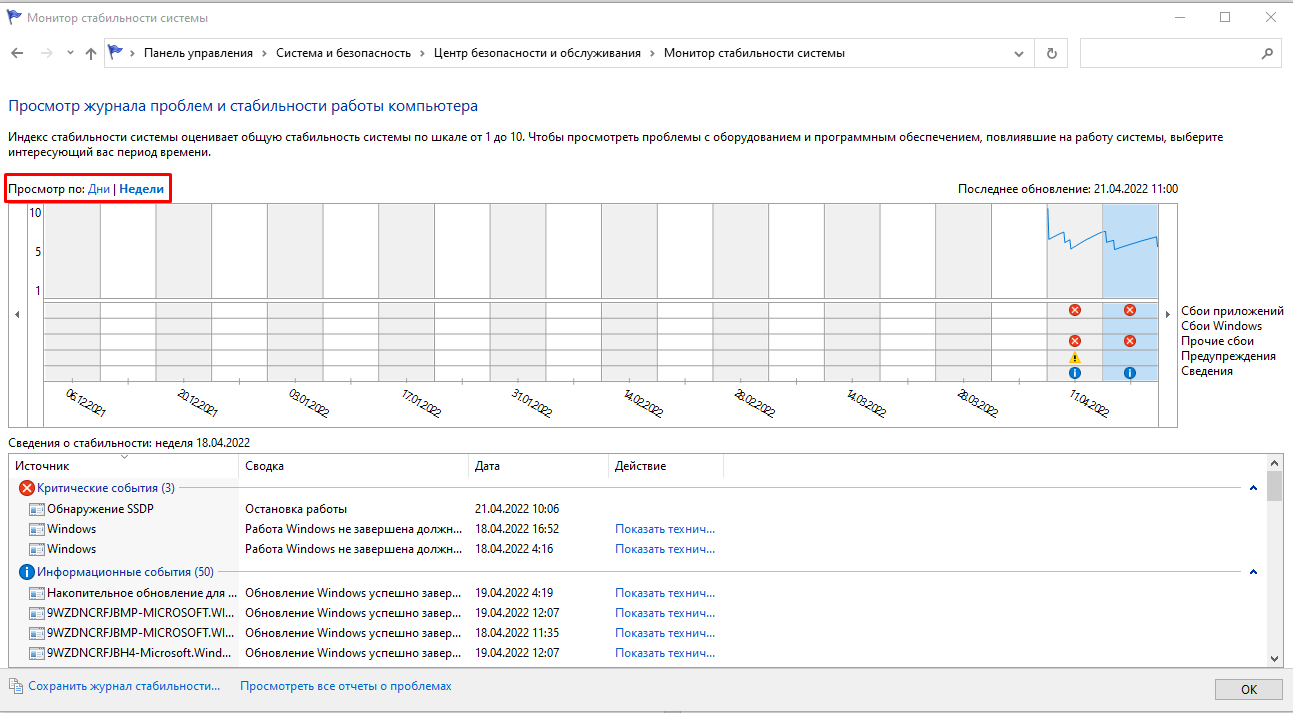 Монитор стабильности системы
Панель управления Система и безопасность Центр безопасности и обслуживания Монитор стабильности системы
Просмотр журнала проблем и стабильности работы компьютера
Индекс стабильности системы оценивает общую стабильность системы по шкале от 1 до 10. Чтобы просмотреть проблемы с оборудованием и программным обеспечением, повлиявшие на работу системы, выберите
интересующий вас период времени.
Просмотр по: Дни | Недели Последнее обновление: 21.04.2022 11:00
10
5
1
Сбои приложений
Сбои Windows
Прочие сбои
Предупреждения
Сведения
06.12.2021 20.12.2021 03.01.2022 17.01.2022 31.01.2022 14.02.2022 28.02.2022 14.03.2022 28.03.2022 11.04.2022
Сведения о стабильности: неделя 18.04.2022
Источник Сводка Дата Действие
Критические события (3)
Обнаружение SSDP Остановка работы 21.04.2022 10:06
Windows Работа Windows не завершена должн... 18.04.2022 16:52 Показать технич...
Windows Работа Windows не завершена должн... 18.04.2022 4:16 Показать технич...
Информационные события (50)
Накопительное обновление для ... Обновление Windows успешно завер... 19.04.2022 4:19 Показать технич...
9WZDNCRFJBMP-MICROSOFT.WI... Обновление Windows успешно завер... 19.04.2022 12:07 Показать технич...
9WZDNCRFJBMP-MICROSOFT.WI... Обновление Windows успешно завер... 18.04.2022 11:35 Показать технич...
9WZDNCRFJBH4-Microsoft.Wind... Обновление Windows успешно завер... 19.04.2022 12:07 Показать технич...
Сохранить журнал стабильности... Просмотреть все отчеты о проблемах OK